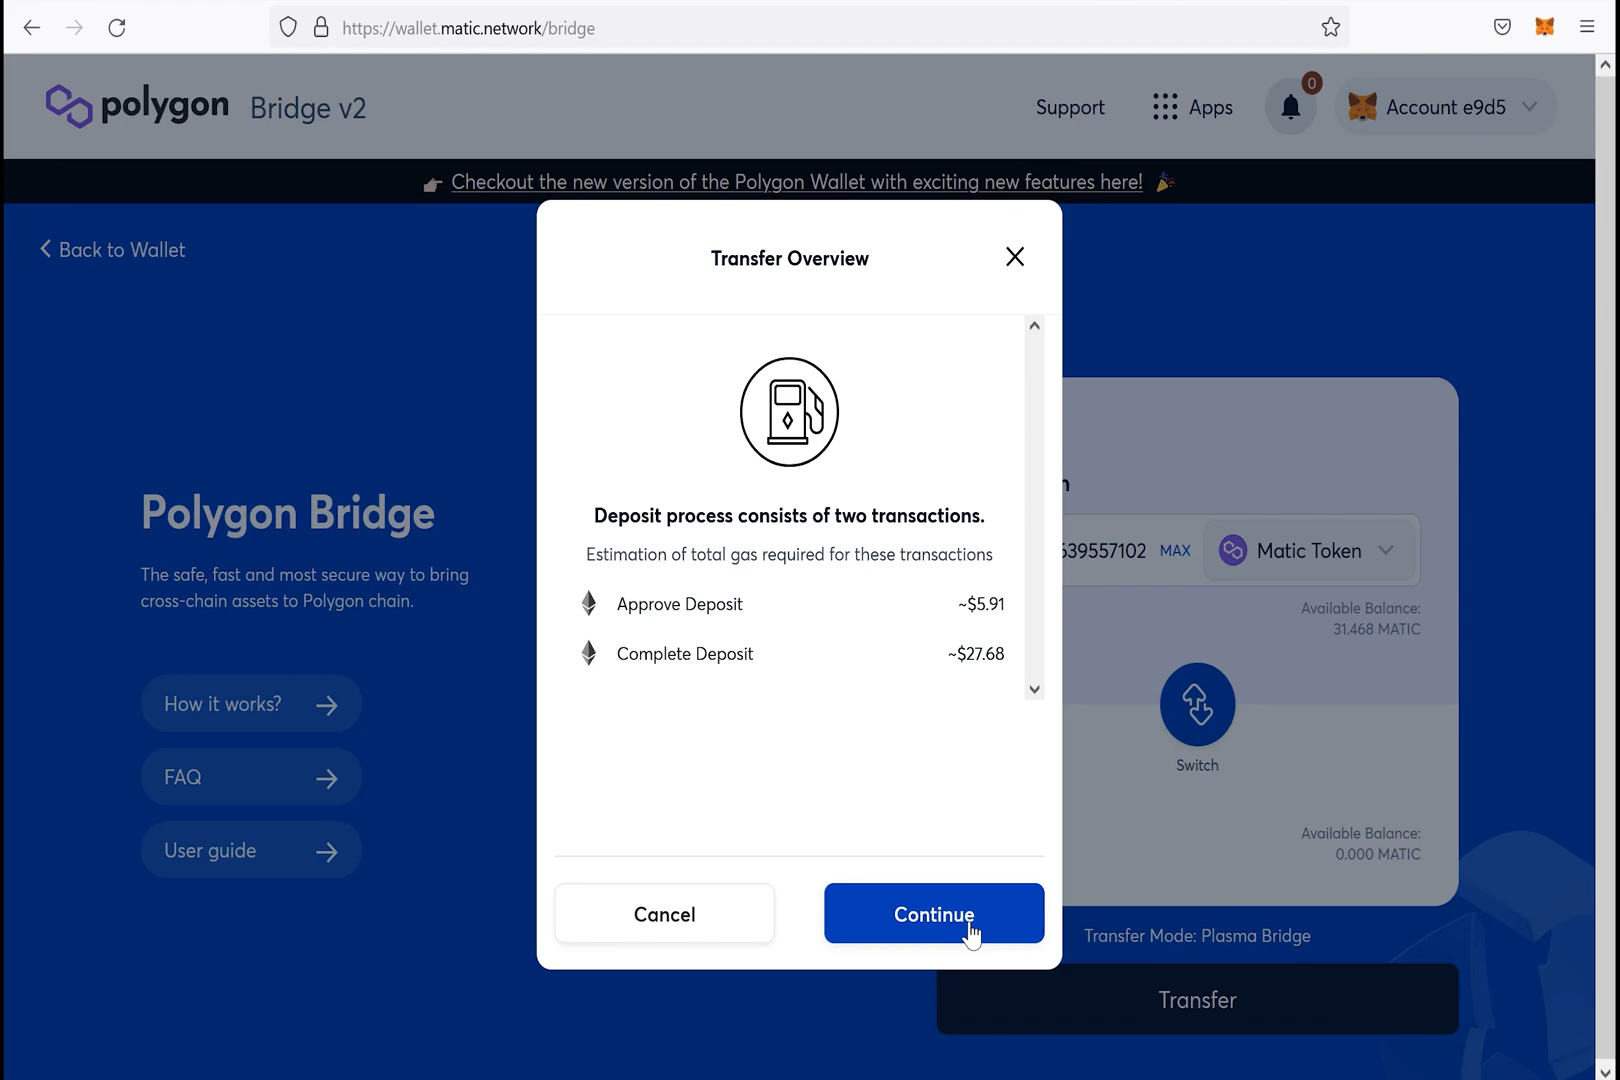 https://wallet.matic.network/bridge
polygon Bridge v2
Support
Apps
0
Account e9d5
Checkout the new version of the Polygon Wallet with exciting new features here!
Back to Wallet
Transfer Overview
Deposit process consists of two transactions.
Estimation of total gas required for these transactions
Approve Deposit ~$5.91
Complete Deposit ~$27.68
Cancel
Continue
Polygon Bridge
The safe, fast and most secure way to bring
cross-chain assets to Polygon chain.
How it works?
FAQ
User guide
639557102 MAX Matic Token
Available Balance:
31.468 MATIC
Switch
Available Balance:
0.000 MATIC
Transfer Mode: Plasma Bridge
Transfer